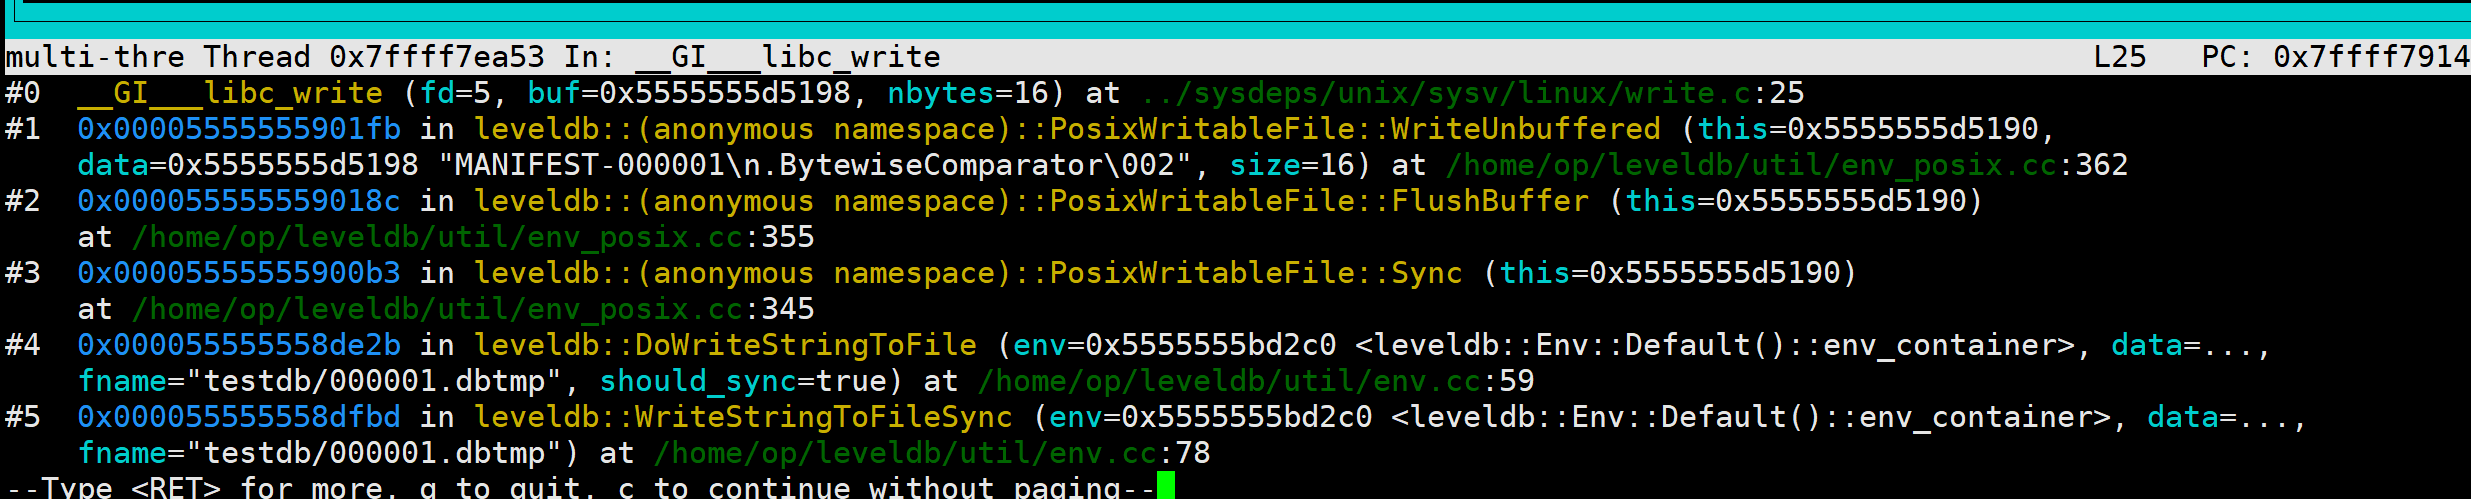 multi-thre Thread 0x7ffff7ea53 In: __GI___libc_write L25 PC: 0x7ffff7914
#0 __GI___libc_write (fd=5, buf=0x5555555d5198, nbytes=16) at ../sysdeps/unix/sysv/linux/write.c:25
#1 0x00005555555901fb in leveldb::(anonymous namespace)::PosixWritableFile::WriteUnbuffered (this=0x5555555d5190,
data=0x5555555d5198 "MANIFEST-000001\n.BytewiseComparator\002", size=16) at /home/op/leveldb/util/env_posix.cc:362
#2 0x000055555559018c in leveldb::(anonymous namespace)::PosixWritableFile::FlushBuffer (this=0x5555555d5190)
at /home/op/leveldb/util/env_posix.cc:355
#3 0x00005555555900b3 in leveldb::(anonymous namespace)::PosixWritableFile::Sync (this=0x5555555d5190)
at /home/op/leveldb/util/env_posix.cc:345
#4 0x000055555558de2b in leveldb::DoWriteStringToFile (env=0x5555555bd2c0 <leveldb::Env::Default()::env_container>, data=...,
fname="testdb/000001.dbtmp", should_sync=true) at /home/op/leveldb/util/env.cc:59
#5 0x000055555558dfbd in leveldb::WriteStringToFileSync (env=0x5555555bd2c0 <leveldb::Env::Default()::env_container>, data=...,
fname="testdb/000001.dbtmp") at /home/op/leveldb/util/env.cc:78
--Type <RET> for more, q to quit, c to continue without paging--